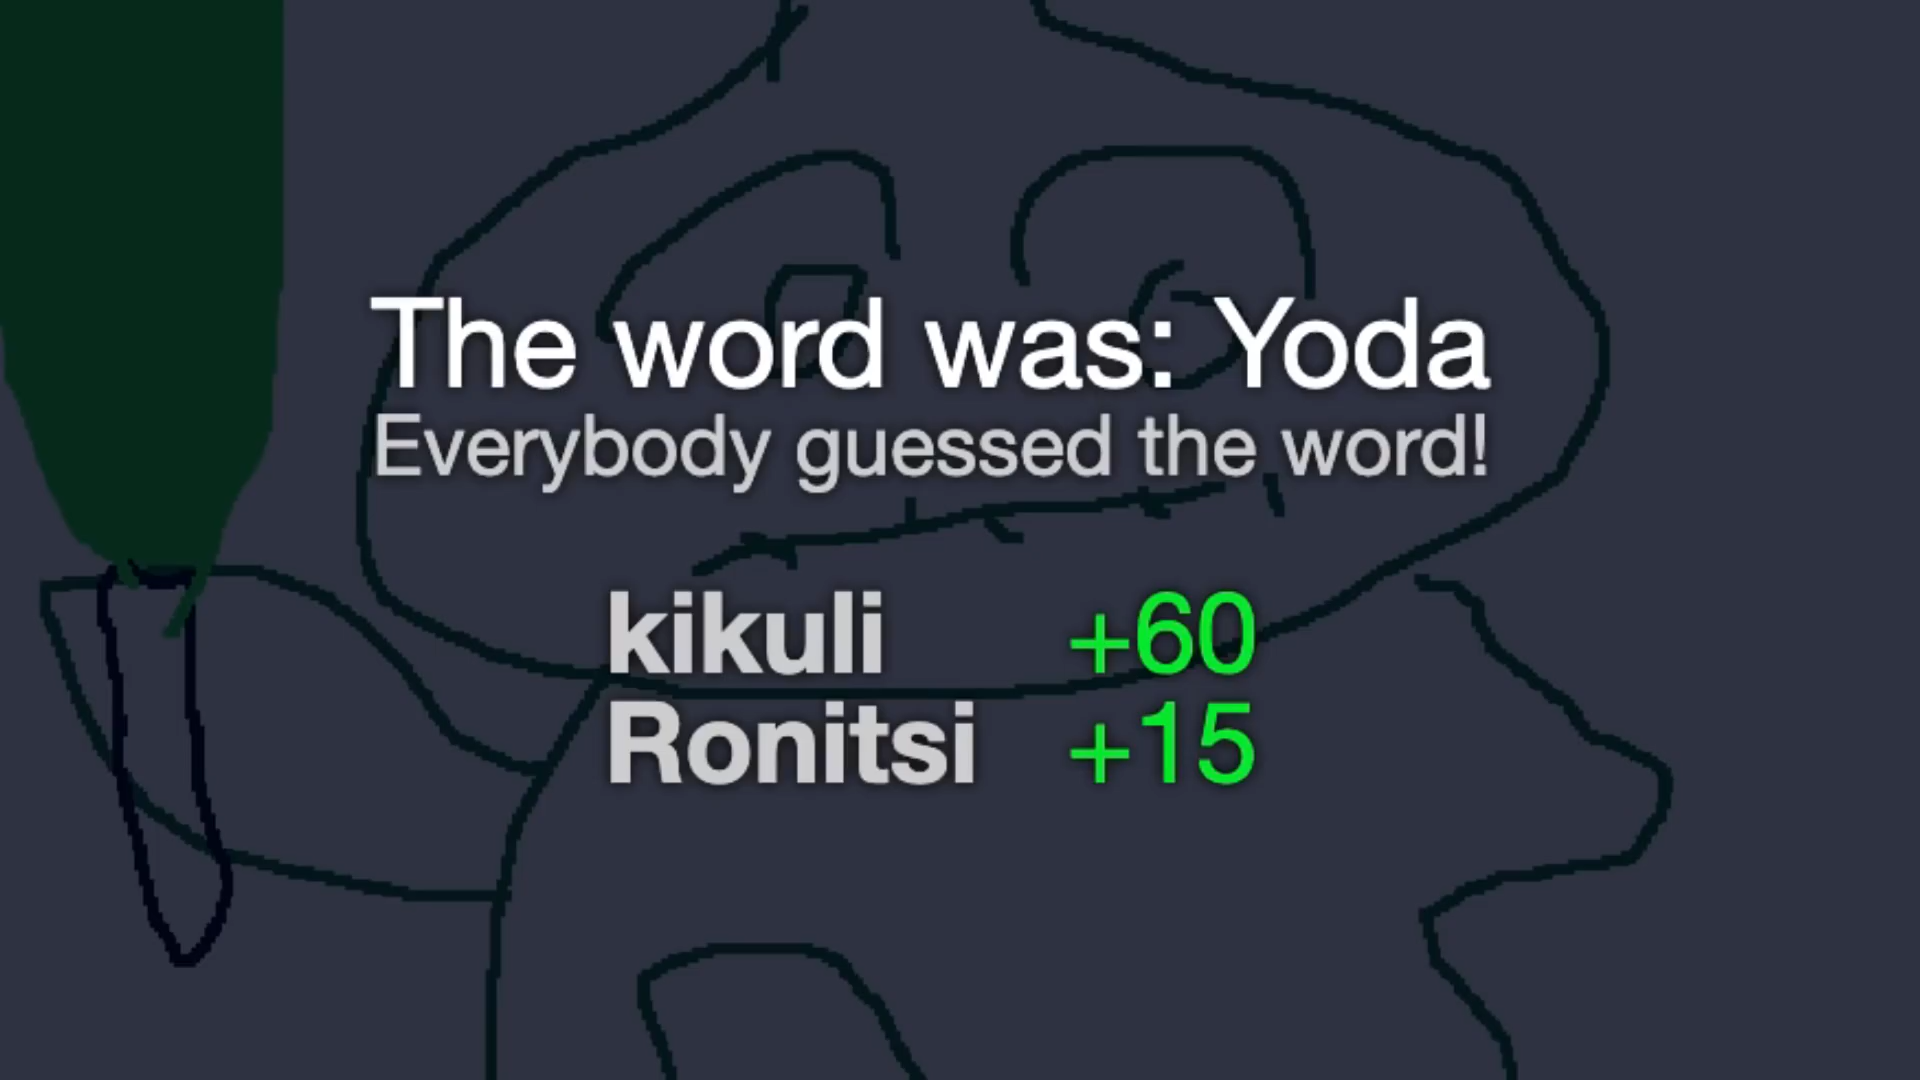 The word was: Yoda
Everybody guessed the word!
kikuli +60
Ronitsi +15